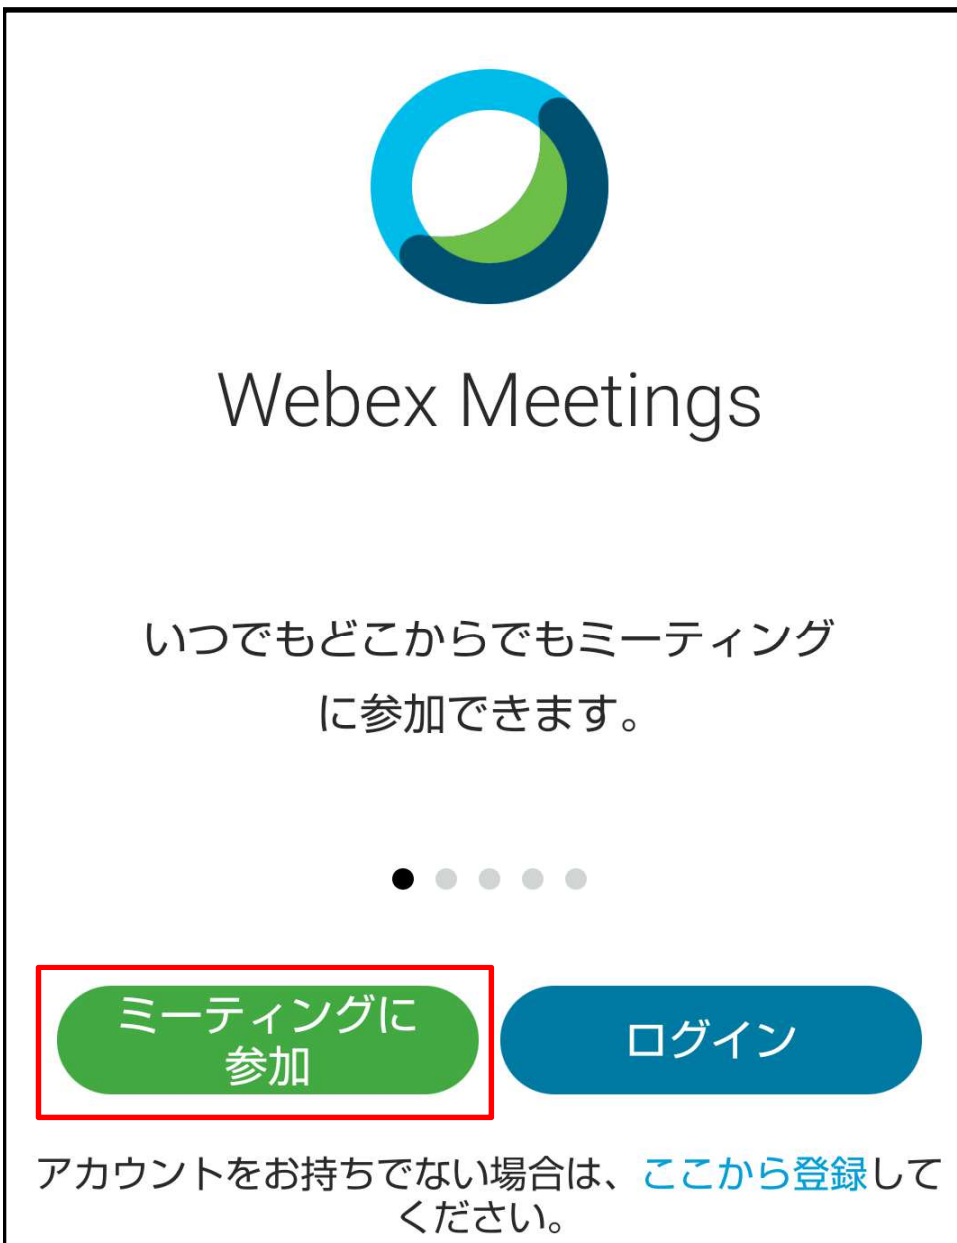 Webex Meetings
いつでもどこからでもミーティング
に参加できます。
ミーティングに
参加
ログイン
アカウントをお持ちでない場合は、ここから登録して
ください。